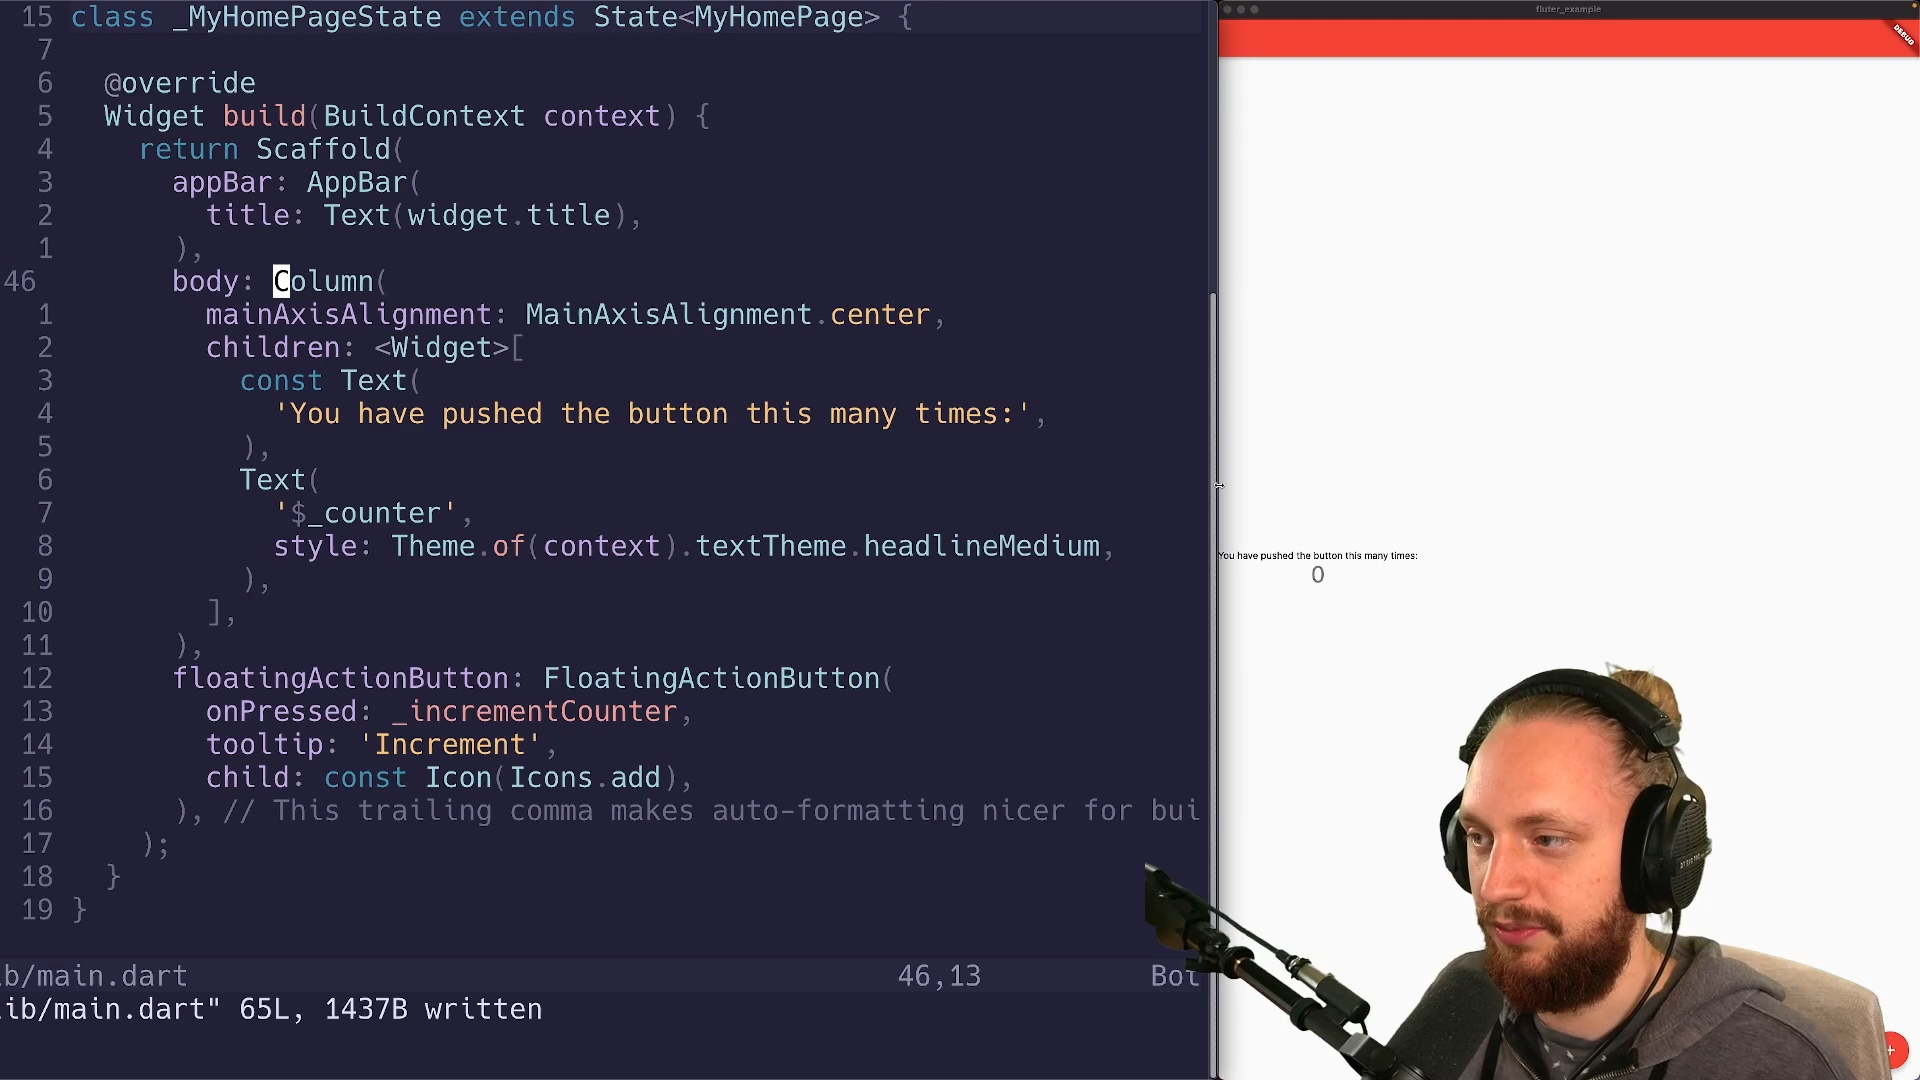 15 class _MyHomePageState extends State<MyHomePage> {
7
6 @override
5 Widget build(BuildContext context) {
4 return Scaffold(
3 appBar: AppBar(
2 title: Text(widget.title),
1 ),
46 body: Column(
1 mainAxisAlignment: MainAxisAlignment.center,
2 children: <Widget>[
3 const Text(
4 'You have pushed the button this many times:',
5 ),
6 Text(
7 '$_counter',
8 style: Theme.of(context).textTheme.headlineMedium,
9 ),
10 ],
11 ),
12 floatingActionButton: FloatingActionButton(
13 onPressed: _incrementCounter,
14 tooltip: 'Increment',
15 child: const Icon(Icons.add),
16 ), // This trailing comma makes auto-formatting nicer for bui
17 );
18 }
19 }
ib/main.dart 46,13 Bot
lib/main.dart" 65L, 1437B written
fluter_example
DEBUG
You have pushed the button this many times:
0
+